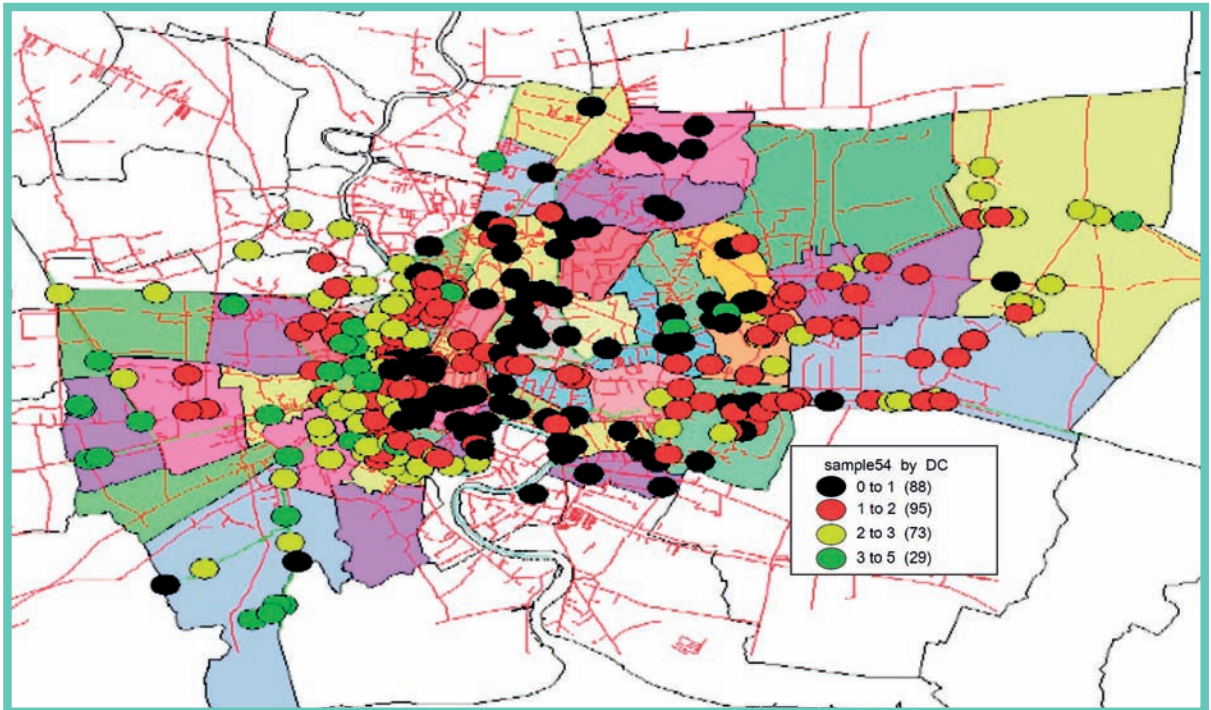 sample54 by DC
0 to 1 (88)
1 to 2 (95)
2 to 3 (73)
3 to 5 (29)